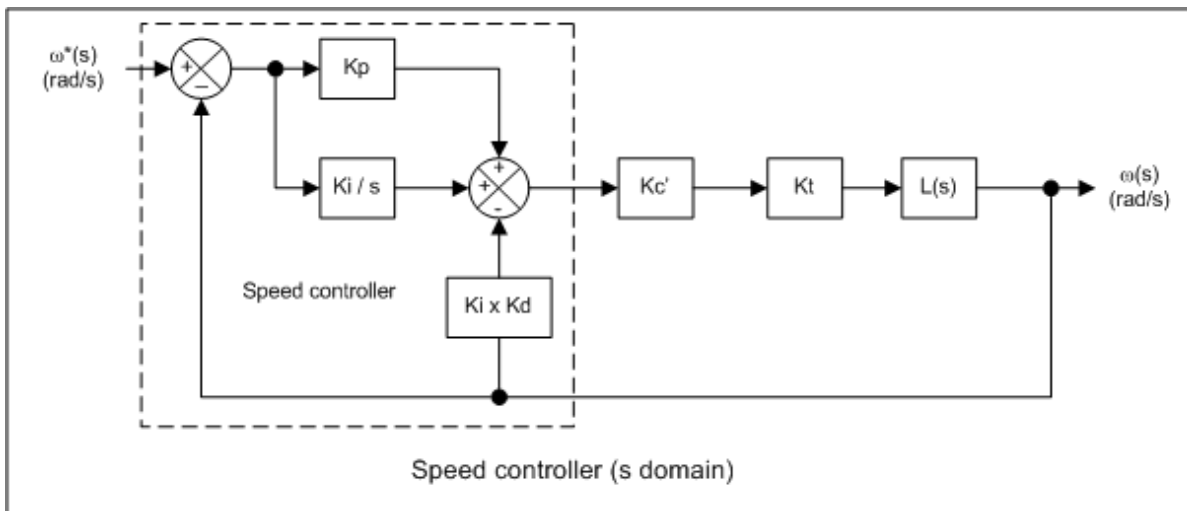 ω*(s)
(rad/s)
+
−
Kp
Ki / s
+
+
-
Kc'
Kt
L(s)
ω(s)
(rad/s)
Speed controller
Ki x Kd
Speed controller (s domain)